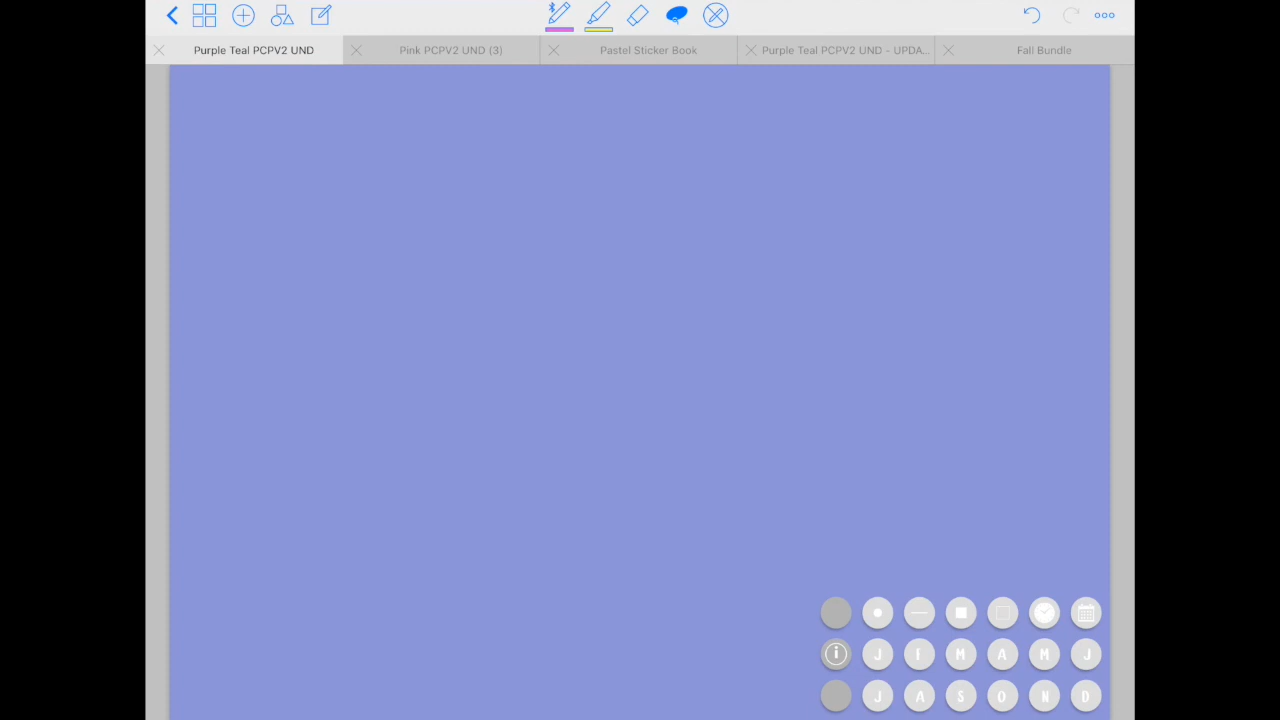 Purple Teal PCPV2 UND
Pink PCPV2 UND (3)
Pastel Sticker Book
Purple Teal PCPV2 UND - UPDA...
Fall Bundle
i J F M A M J
J A S O N D